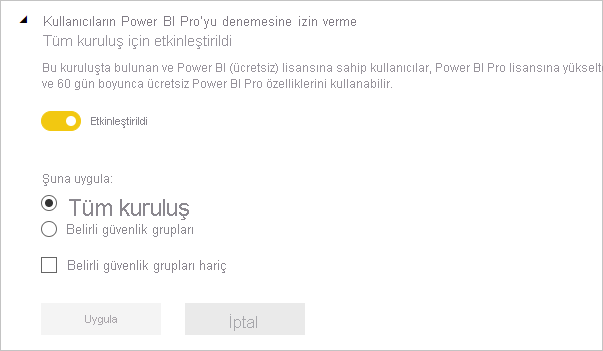 Kullanıcıların Power BI Pro'yu denemesine izin verme
Tüm kuruluş için etkinleştirildi
Bu kuruluşta bulunan ve Power BI (ücretsiz) lisansına sahip kullanıcılar, Power BI Pro lisansına yükselt
ve 60 gün boyunca ücretsiz Power BI Pro özelliklerini kullanabilir.
Etkinleştirildi
Şuna uygula:
Tüm kuruluş
Belirli güvenlik grupları
Belirli güvenlik grupları hariç
Uygula
İptal